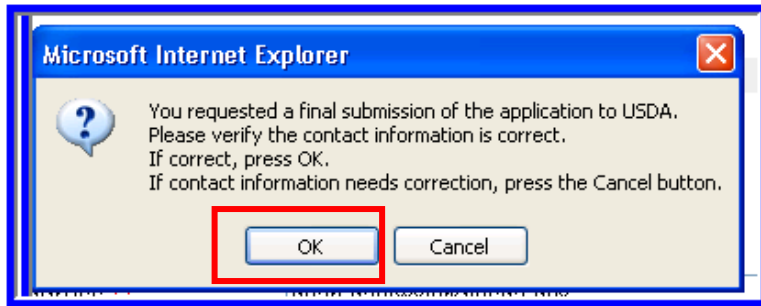 Microsoft Internet Explorer
You requested a final submission of the application to USDA.
Please verify the contact information is correct.
If correct, press OK.
If contact information needs correction, press the Cancel button.
OK Cancel